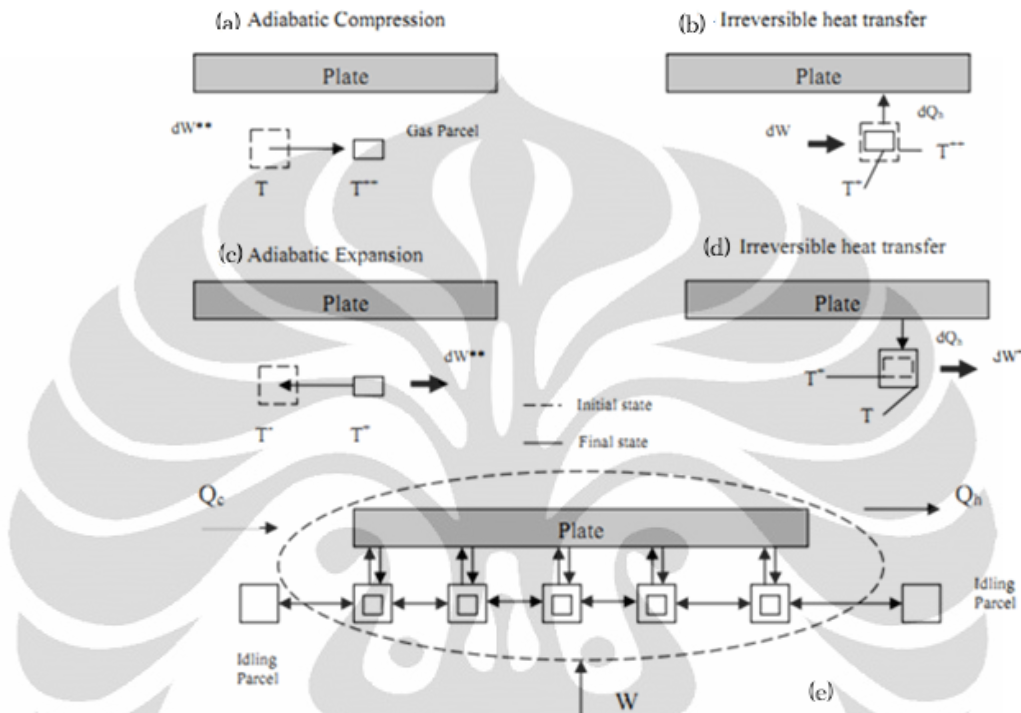 (a) Adiabatic Compression
(b) Irreversible heat transfer
Plate
Plate
dW**
Gas Parcel
T
T**
dW
dQₕ
T**
T*
(c) Adiabatic Expansion
(d) Irreversible heat transfer
Plate
Plate
dW**
T-
T+
dQₕ
dW-
T+
T
Initial state
Final state
Qc
Qh
Plate
Idling
Parcel
Idling
Parcel
W
(e)